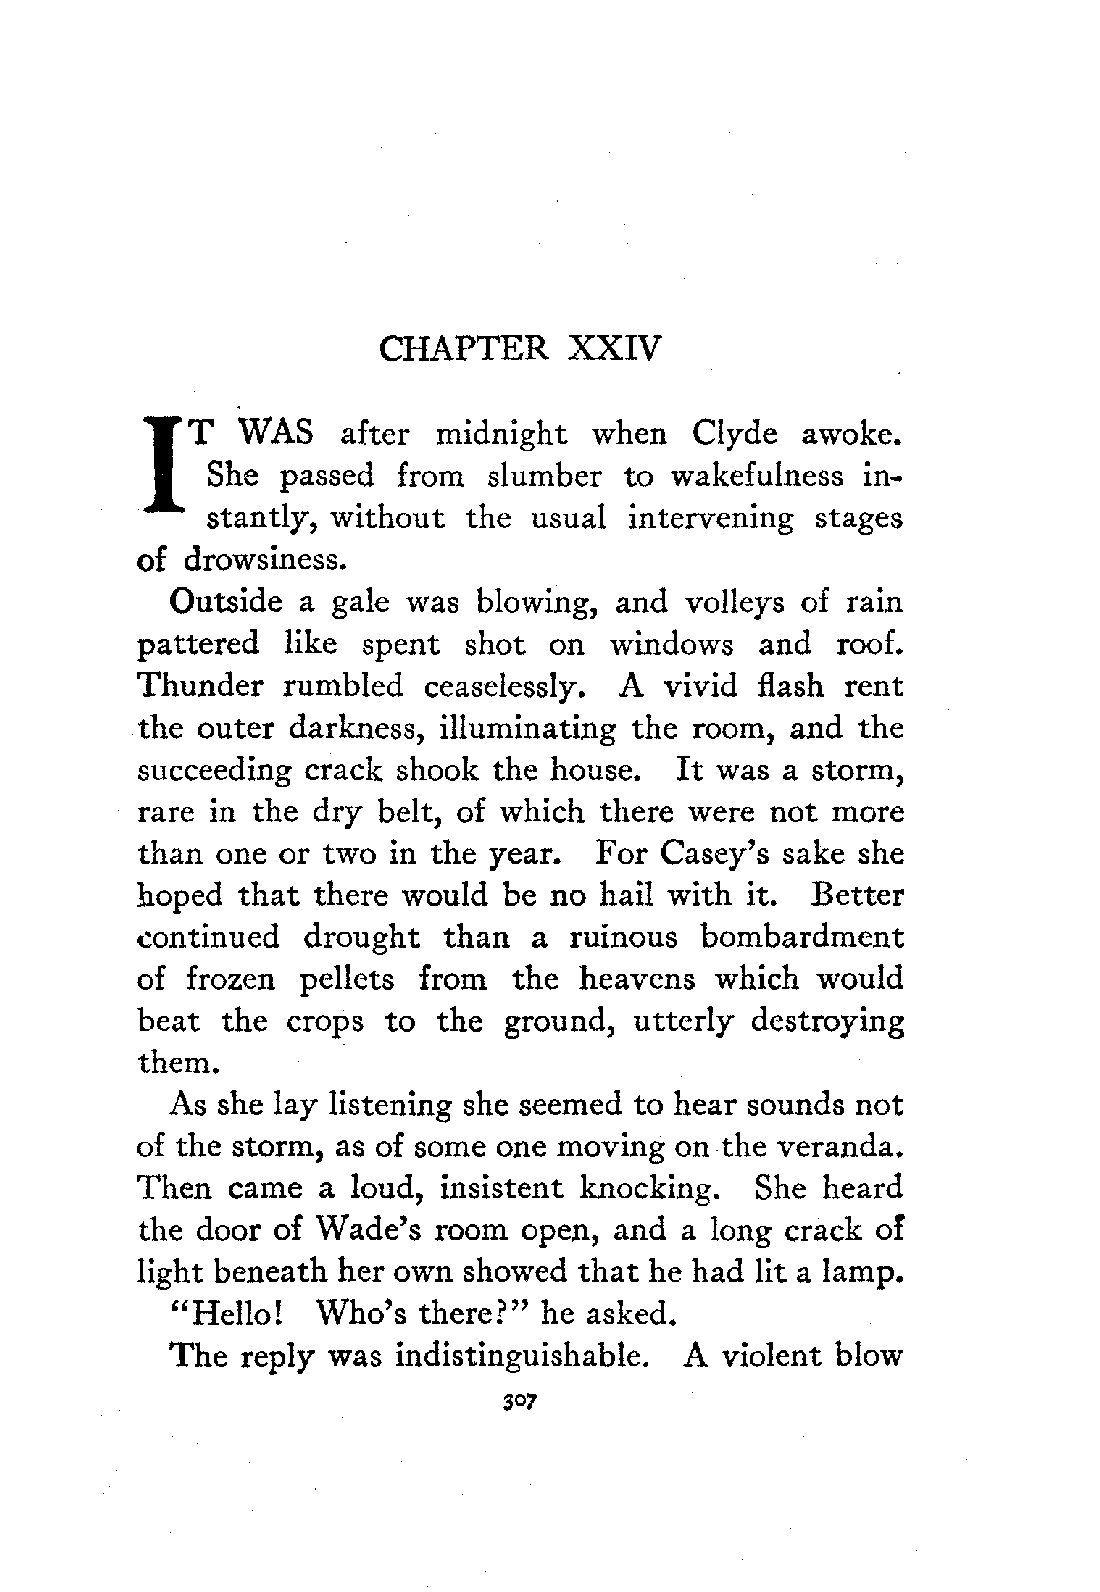 CHAPTER XXIV
IT WAS after midnight when Clyde awoke.
She passed from slumber to wakefulness in-
stantly, without the usual intervening stages
of drowsiness.
Outside a gale was blowing, and volleys of rain
pattered like spent shot on windows and roof.
Thunder rumbled ceaselessly. A vivid flash rent
the outer darkness, illuminating the room, and the
succeeding crack shook the house. It was a storm,
rare in the dry belt, of which there were not more
than one or two in the year. For Casey's sake she
hoped that there would be no hail with it. Better
continued drought than a ruinous bombardment
of frozen pellets from the heavens which would
beat the crops to the ground, utterly destroying
them.
As she lay listening she seemed to hear sounds not
of the storm, as of some one moving on the veranda.
Then came a loud, insistent knocking. She heard
the door of Wade's room open, and a long crack of
light beneath her own showed that he had lit a lamp.
"Hello! Who's there?" he asked.
The reply was indistinguishable. A violent blow
307